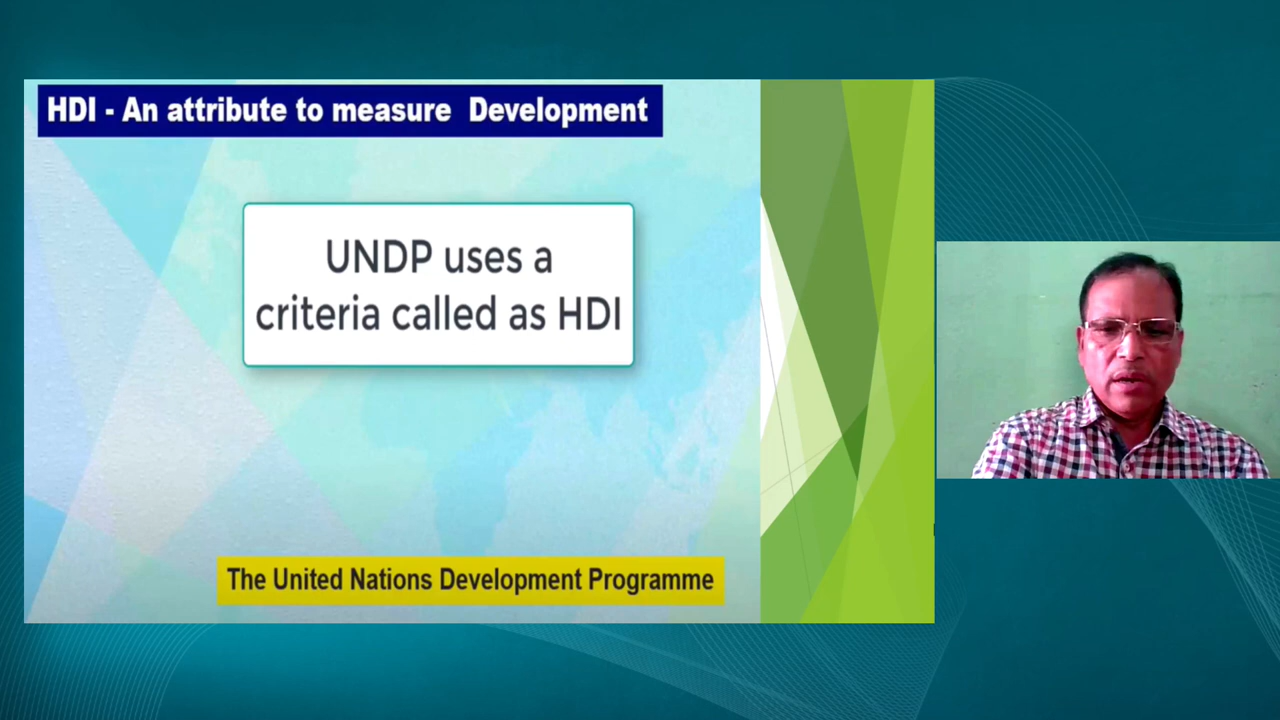 HDI - An attribute to measure Development
UNDP uses a
criteria called as HDI
The United Nations Development Programme